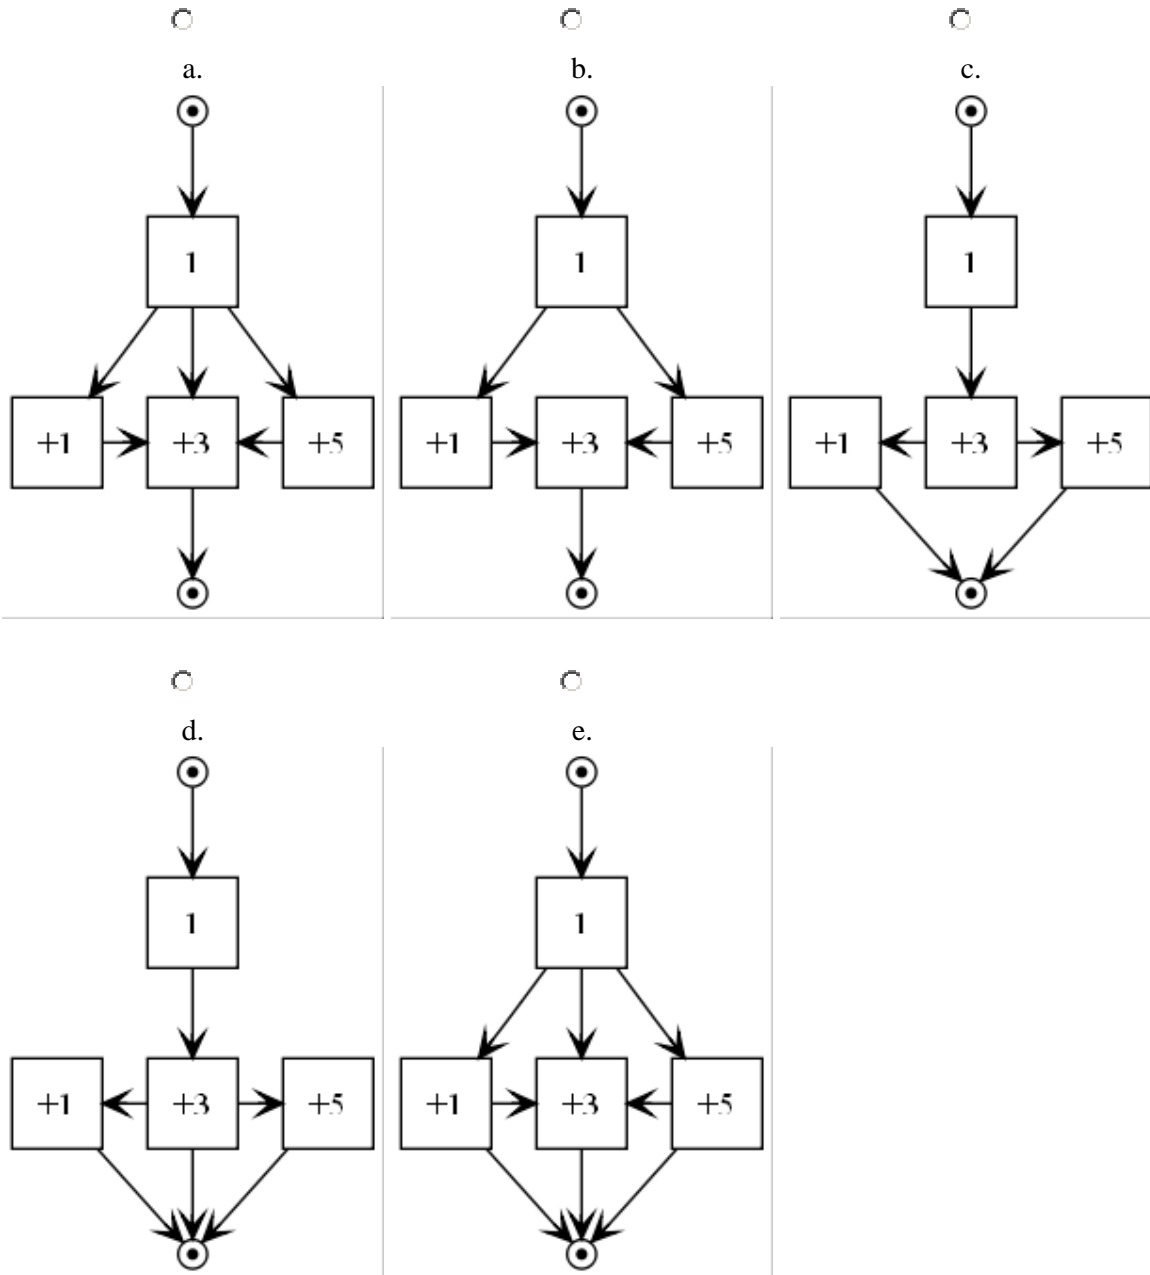 a. b. c.
1 1 1
+1 +3 +5 +1 +3 +5 +1 +3 +5
d. e.
1 1
+1 +3 +5 +1 +3 +5